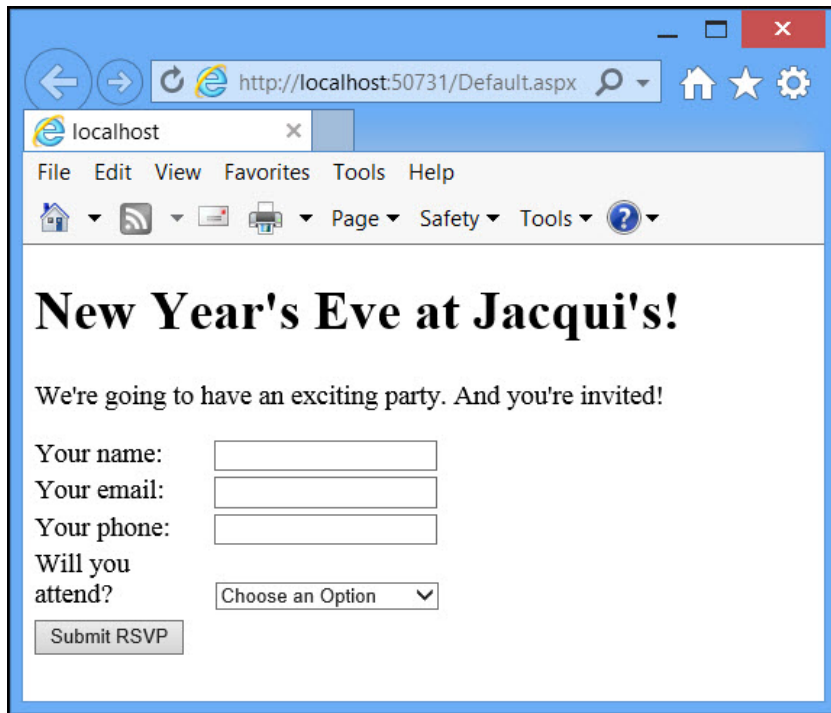 http://localhost:50731/Default.aspx
localhost
File Edit View Favorites Tools Help
Page Safety Tools
New Year's Eve at Jacqui's!
We're going to have an exciting party. And you're invited!
Your name:
Your email:
Your phone:
Will you
attend?
Choose an Option
Submit RSVP